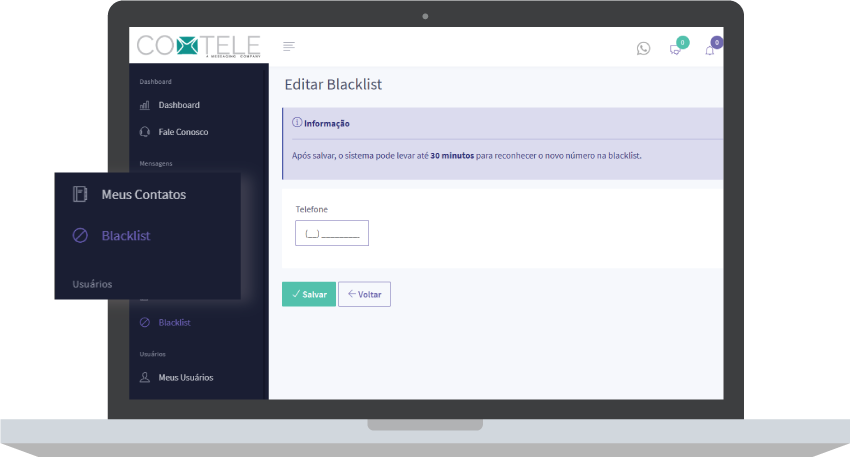 COMTELE
A MESSAGING COMPANY
0
0
Dashboard
Dashboard
Fale Conosco
Mensagens
Meus Contatos
Blacklist
Usuários
Blacklist
Usuários
Meus Usuários
Editar Blacklist
Informação
Após salvar, o sistema pode levar até 30 minutos para reconhecer o novo número na blacklist.
Telefone
(__) _________
Salvar
Voltar